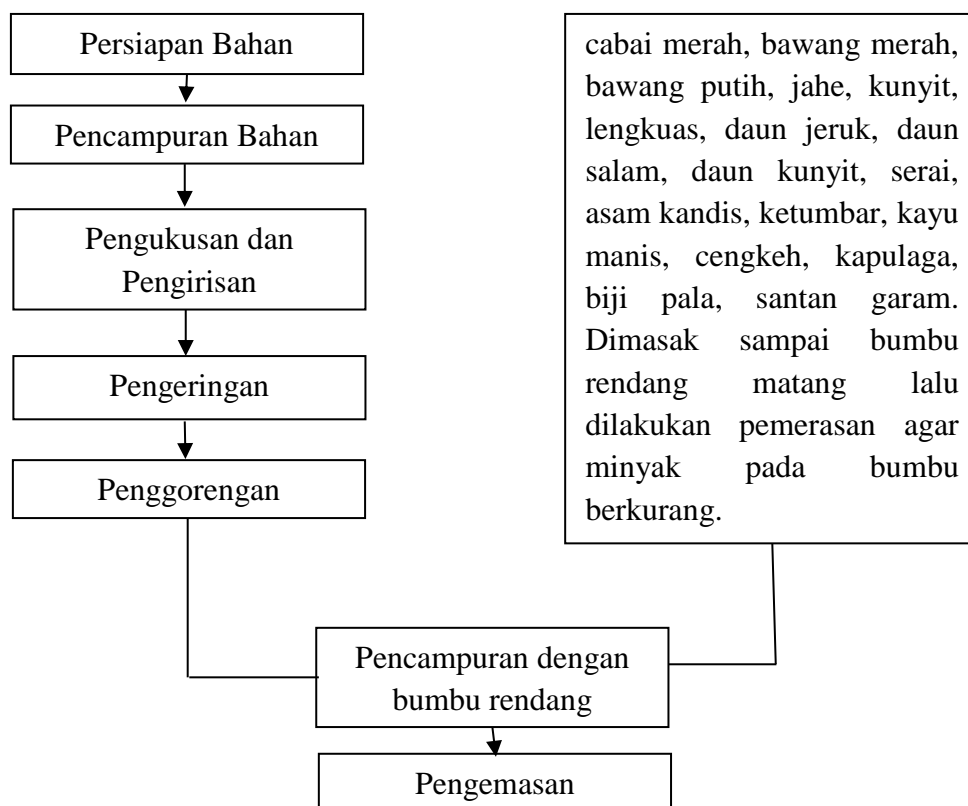 Persiapan Bahan
Pencampuran Bahan
Pengukusan dan
Pengirisan
Pengeringan
Penggorengan
cabai merah, bawang merah,
bawang putih, jahe, kunyit,
lengkuas, daun jeruk, daun
salam, daun kunyit, serai,
asam kandis, ketumbar, kayu
manis, cengkeh, kapulaga,
biji pala, santan garam.
Dimasak sampai bumbu
rendang matang lalu
dilakukan pemerasan agar
minyak pada bumbu
berkurang.
Pencampuran dengan
bumbu rendang
Pengemasan